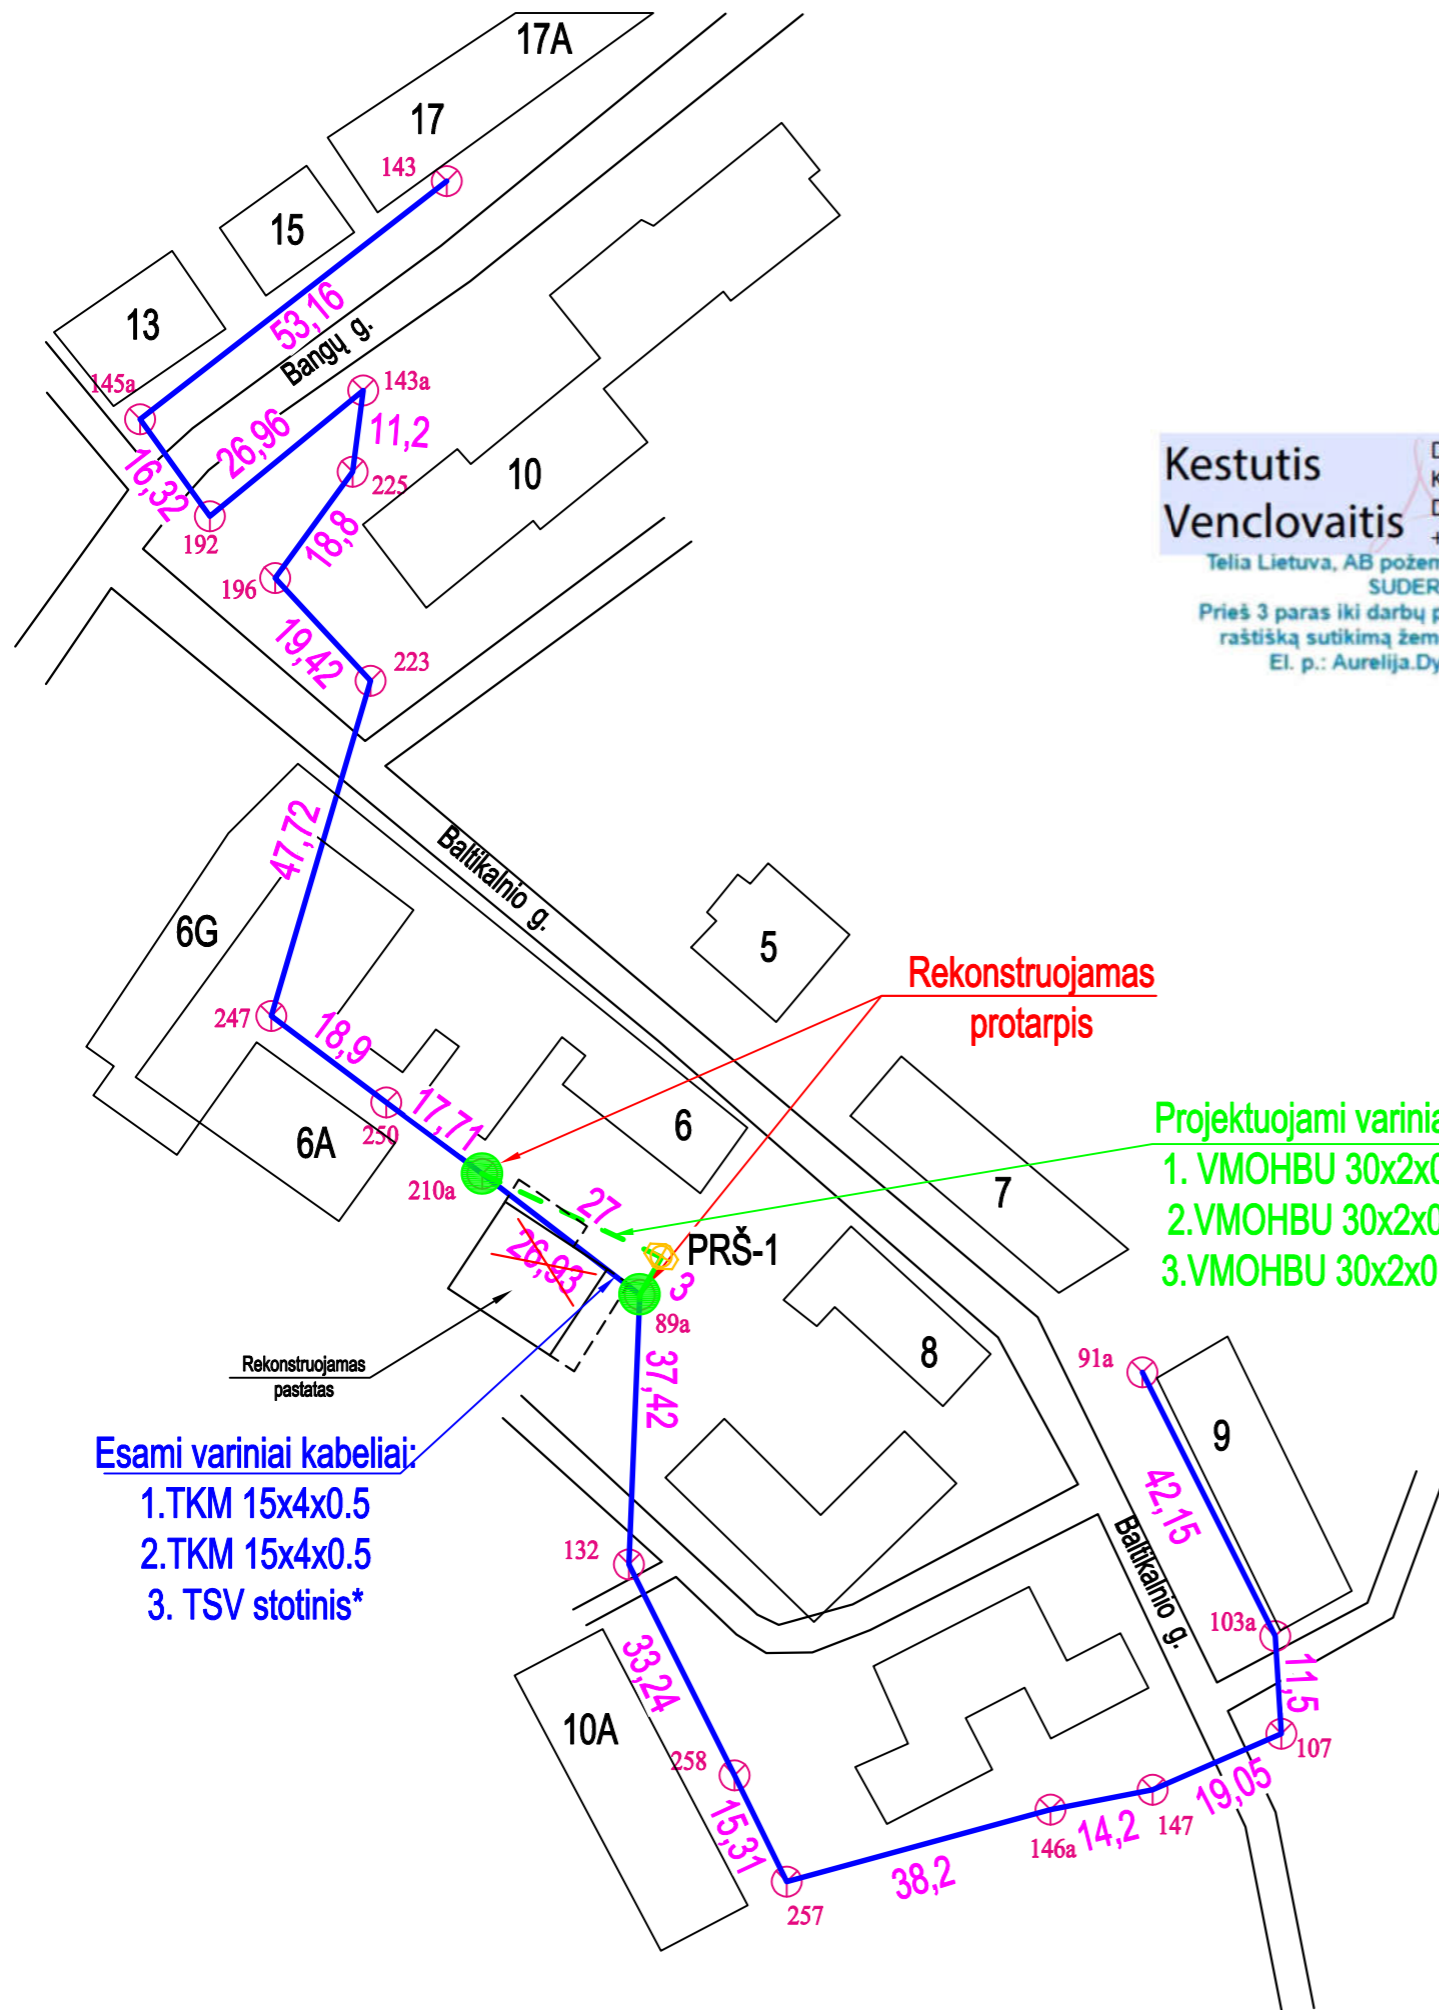 17A
17
143
15
13
53,16
Bangų g.
145a
143a
26,96
11,2
16,32
225
10
192
18,8
196
19,42
223
Kestutis
Venclovaitis
Telia Lietuva, AB požem
SUDER
Prieš 3 paras iki darbų p
raštišką sutikimą žem
El. p.: Aurelija.Dy
47,72
Baltikalnio g.
6G
5
Rekonstruojamas
protarpis
247
18,9
17,71
250
6A
6
210a
27
26,93
PRŠ-1
3
89a
7
Projektuojami varinia
1. VMOHBU 30x2x0
2.VMOHBU 30x2x0
3.VMOHBU 30x2x0
Rekonstruojamas
pastatas
37,42
8
91a
9
Esami variniai kabeliai:
1.TKM 15x4x0.5
2.TKM 15x4x0.5
3. TSV stotinis*
42,15
Baltikalnio g.
132
103a
33,24
11,5
10A
258
107
15,31
19,05
147
146a
14,2
38,2
257